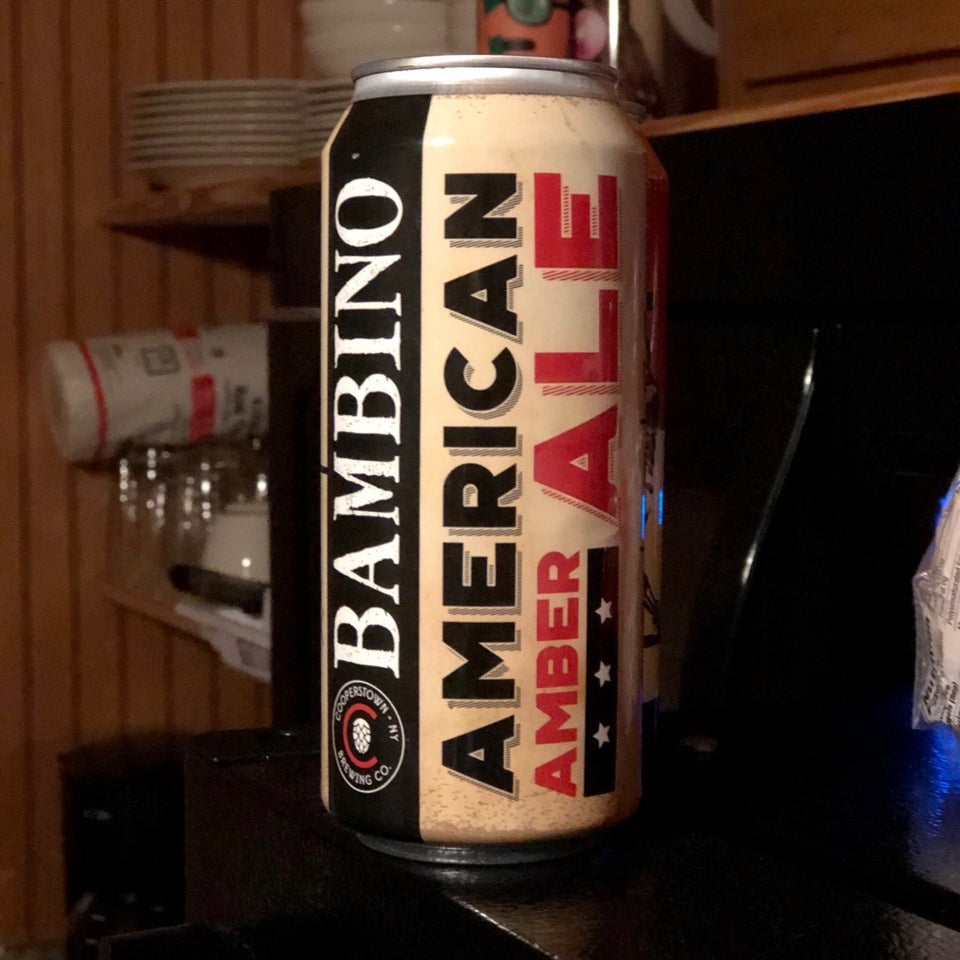 BAMBINO
AMERICAN
AMBER ALE
COOPERSTOWN - NY
BREWING CO.